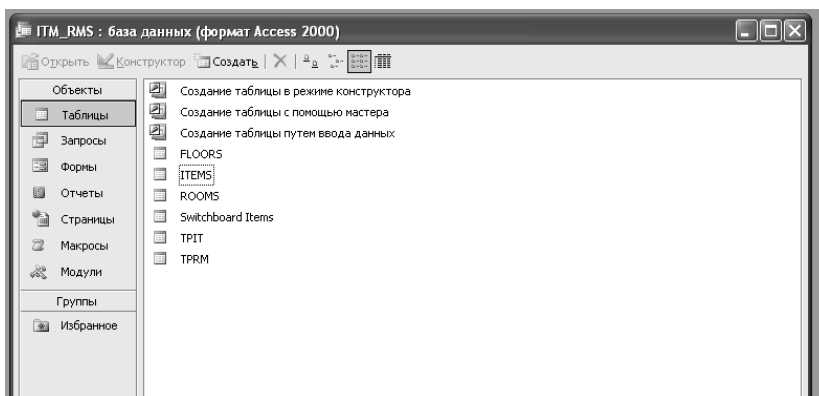 ITM_RMS : база данных (формат Access 2000)
Открыть Конструктор Создать
Объекты
Таблицы
Запросы
Формы
Отчеты
Страницы
Макросы
Модули
Группы
Избранное
Создание таблицы в режиме конструктора
Создание таблицы с помощью мастера
Создание таблицы путем ввода данных
FLOORS
ITEMS
ROOMS
Switchboard Items
TPIT
TPRM